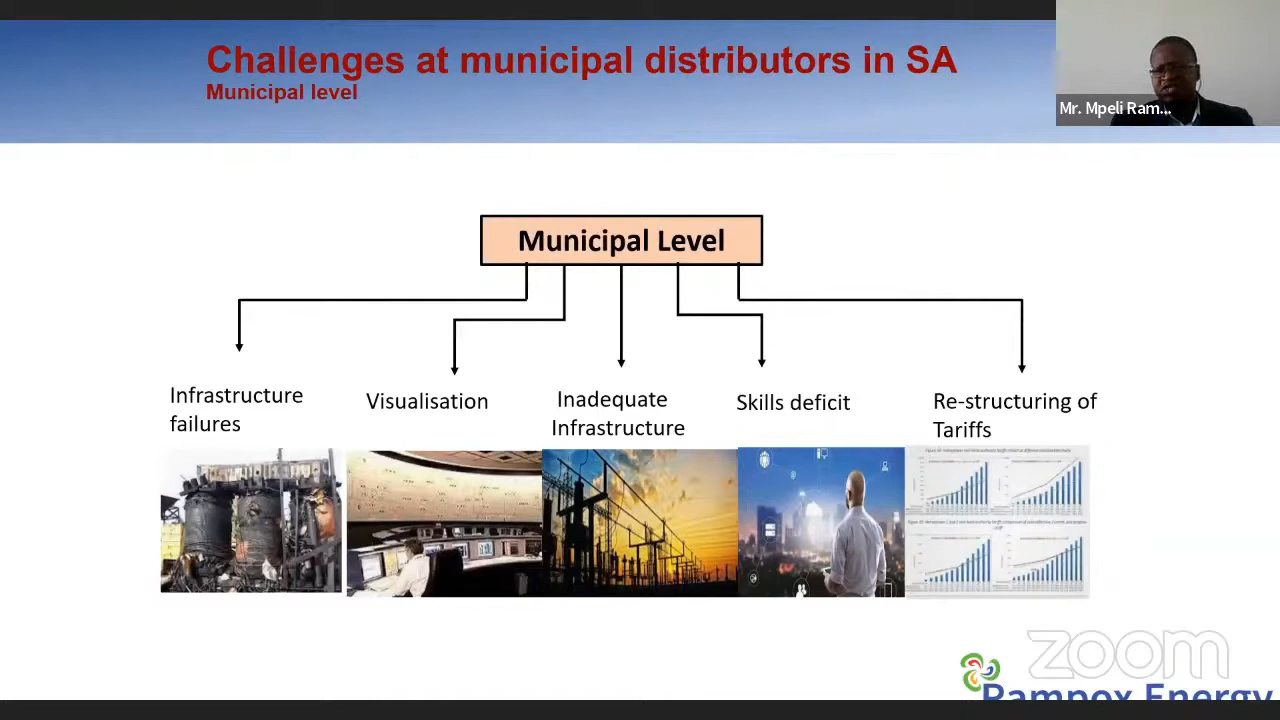 Challenges at municipal distributors in SA
Municipal level
Mr. Mpeli Ram...
Municipal Level
Infrastructure
failures
Visualisation
Inadequate
Infrastructure
Skills deficit
Re-structuring of
Tariffs
zoom
Rampox Energy